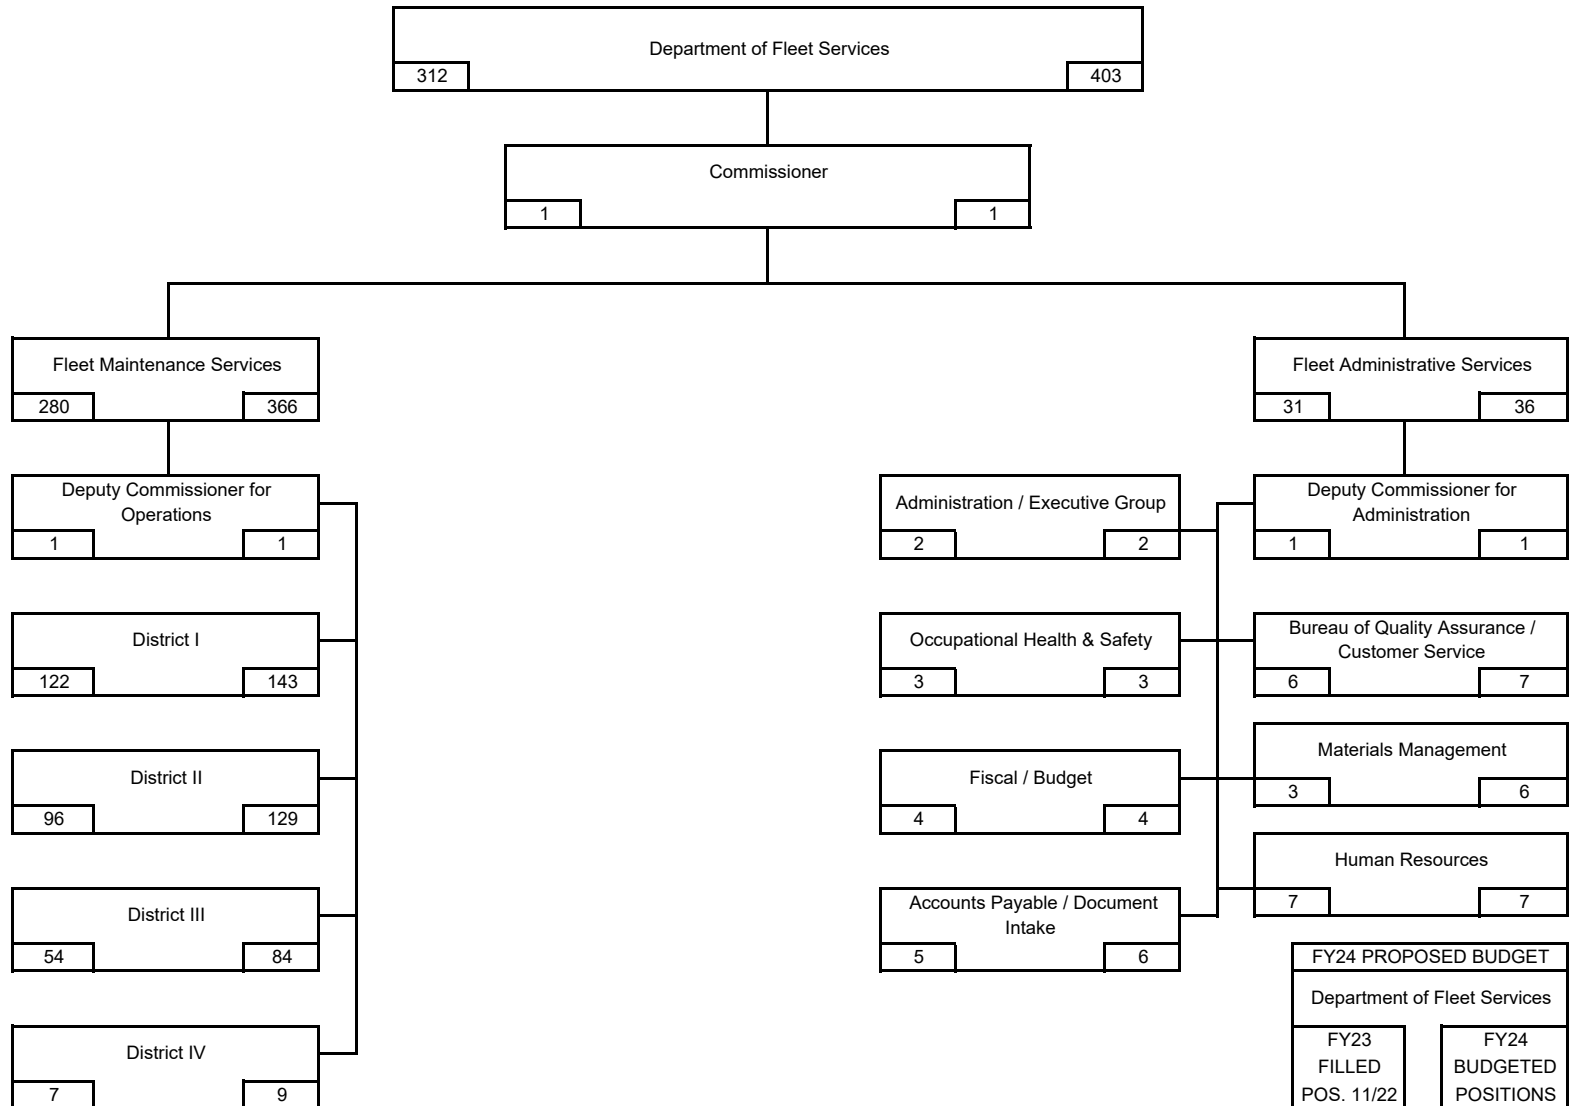 Department of Fleet Services
312 403
Commissioner
1 1
Fleet Maintenance Services
280 366
Fleet Administrative Services
31 36
Deputy Commissioner for
Operations
1 1
Administration / Executive Group
2 2
Deputy Commissioner for
Administration
1 1
District I
122 143
Occupational Health & Safety
3 3
Bureau of Quality Assurance /
Customer Service
6 7
District II
96 129
Fiscal / Budget
4 4
Materials Management
3 6
Human Resources
7 7
District III
54 84
Accounts Payable / Document
Intake
5 6
District IV
7 9
FY24 PROPOSED BUDGET
Department of Fleet Services
FY23
FILLED
POS. 11/22
FY24
BUDGETED
POSITIONS